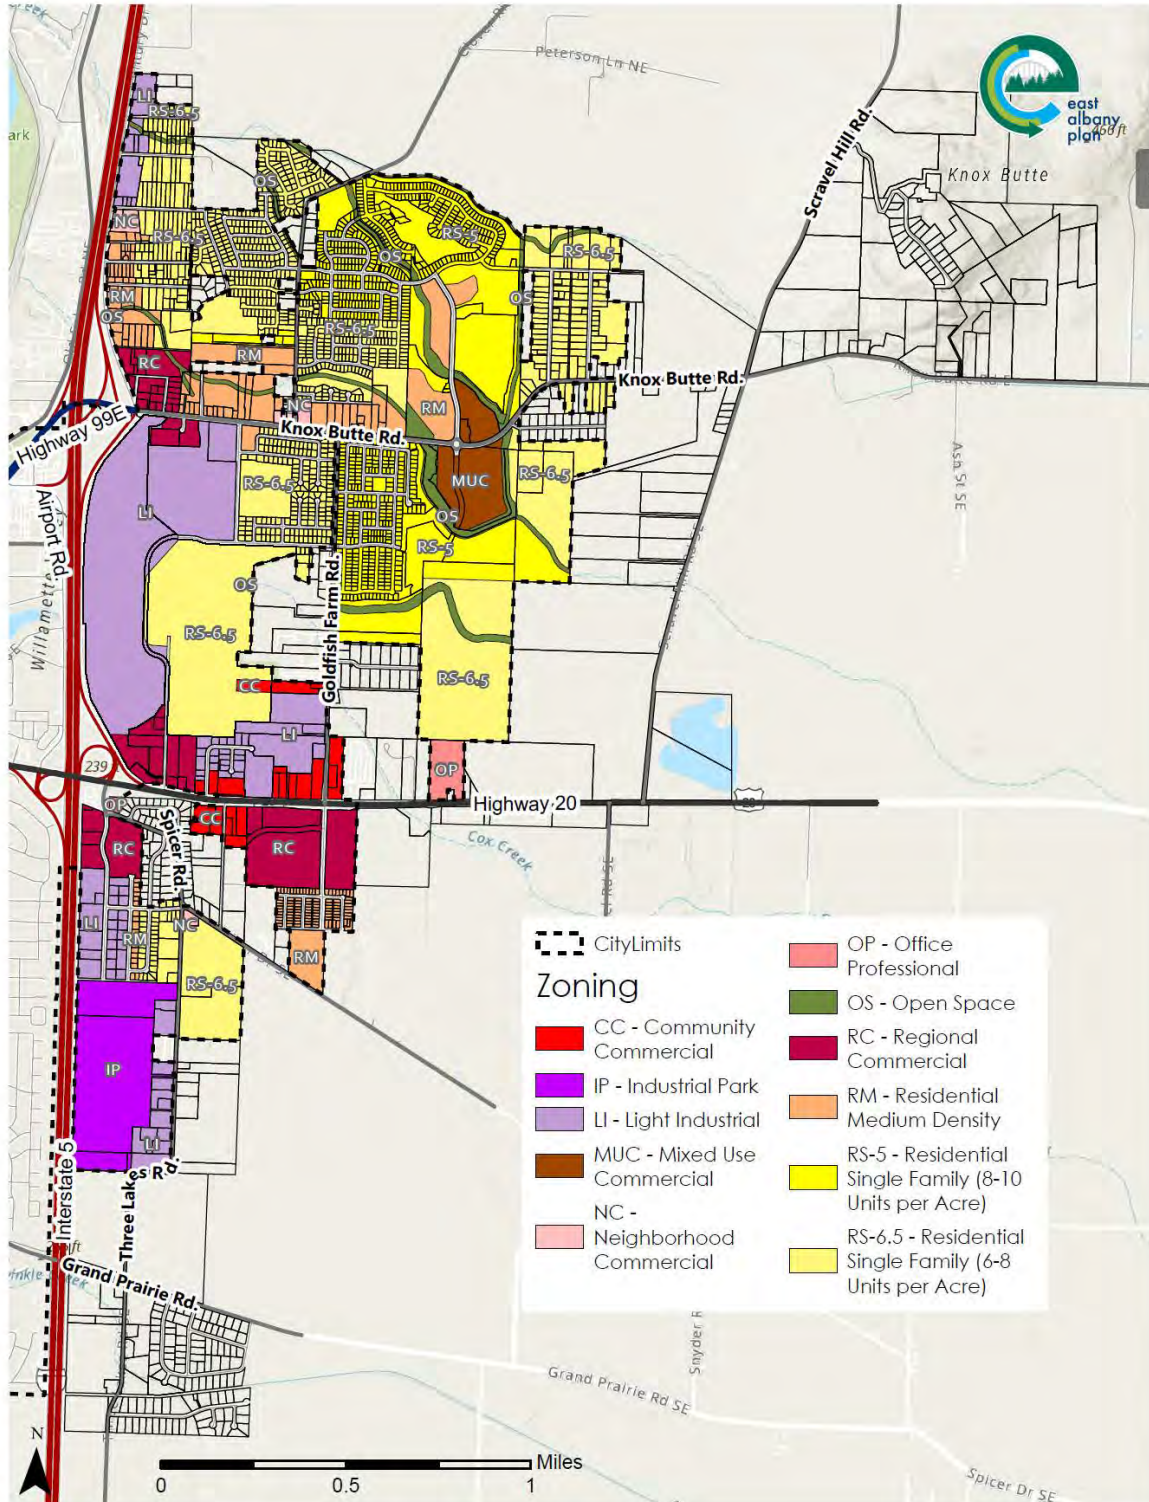 Peterson Ln NE
east
albany
plan
460 ft
Knox Butte
Scravel Hill Rd.
ark
LI
RS-6.5
OS
NC
RS-6.5
RS-5
OS
RS-6.5
OS
RM
OS
RS-6.5
RC
RM
Knox Butte Rd.
RM
NC
Highway 99E
Knox Butte Rd.
Ash St SE
RS-6.5
MUC
RS-6.5
LI
OS
Airport Rd.
RS-5
OS
Goldfish Farm Rd.
Willamette
RS-6.5
RS-6.5
CC
LI
239
OP
OP
Highway 20
20
CC
Spicer Rd.
RC
RC
Cox Creek
LI
NC
RM
RM
RS-6.5
IP
LI
Interstate 5
Three Lakes Rd.
Grand Prairie Rd.
Grand Prairie Rd SE
Spicer Dr SE
CityLimits
Zoning
CC - Community
Commercial
IP - Industrial Park
LI - Light Industrial
MUC - Mixed Use
Commercial
NC -
Neighborhood
Commercial
OP - Office
Professional
OS - Open Space
RC - Regional
Commercial
RM - Residential
Medium Density
RS-5 - Residential
Single Family (8-10
Units per Acre)
RS-6.5 - Residential
Single Family (6-8
Units per Acre)
N
0
0.5
1
Miles